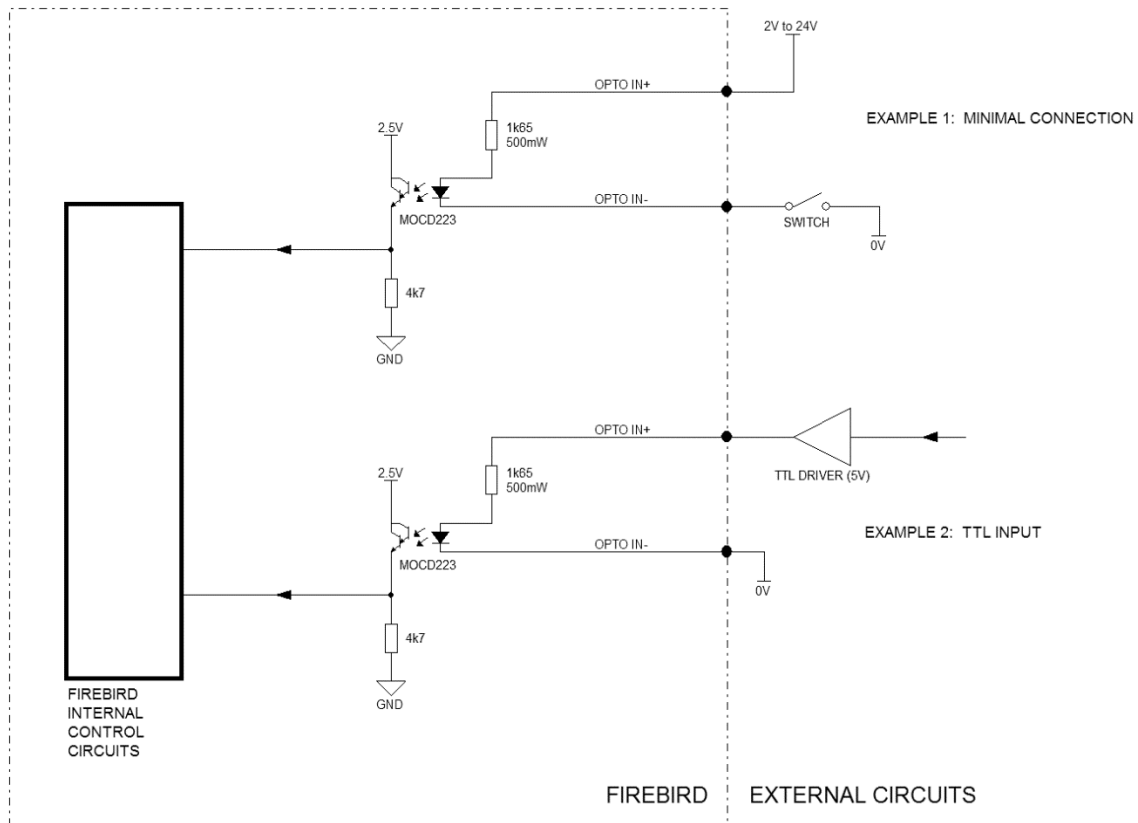 2V to 24V
OPTO IN+
EXAMPLE 1: MINIMAL CONNECTION
1k65
500mW
2.5V
OPTO IN-
MOCD223
SWITCH
0V
4k7
GND
OPTO IN+
TTL DRIVER (5V)
1k65
500mW
2.5V
EXAMPLE 2: TTL INPUT
OPTO IN-
MOCD223
0V
4k7
GND
FIREBIRD
INTERNAL
CONTROL
CIRCUITS
FIREBIRD
EXTERNAL CIRCUITS